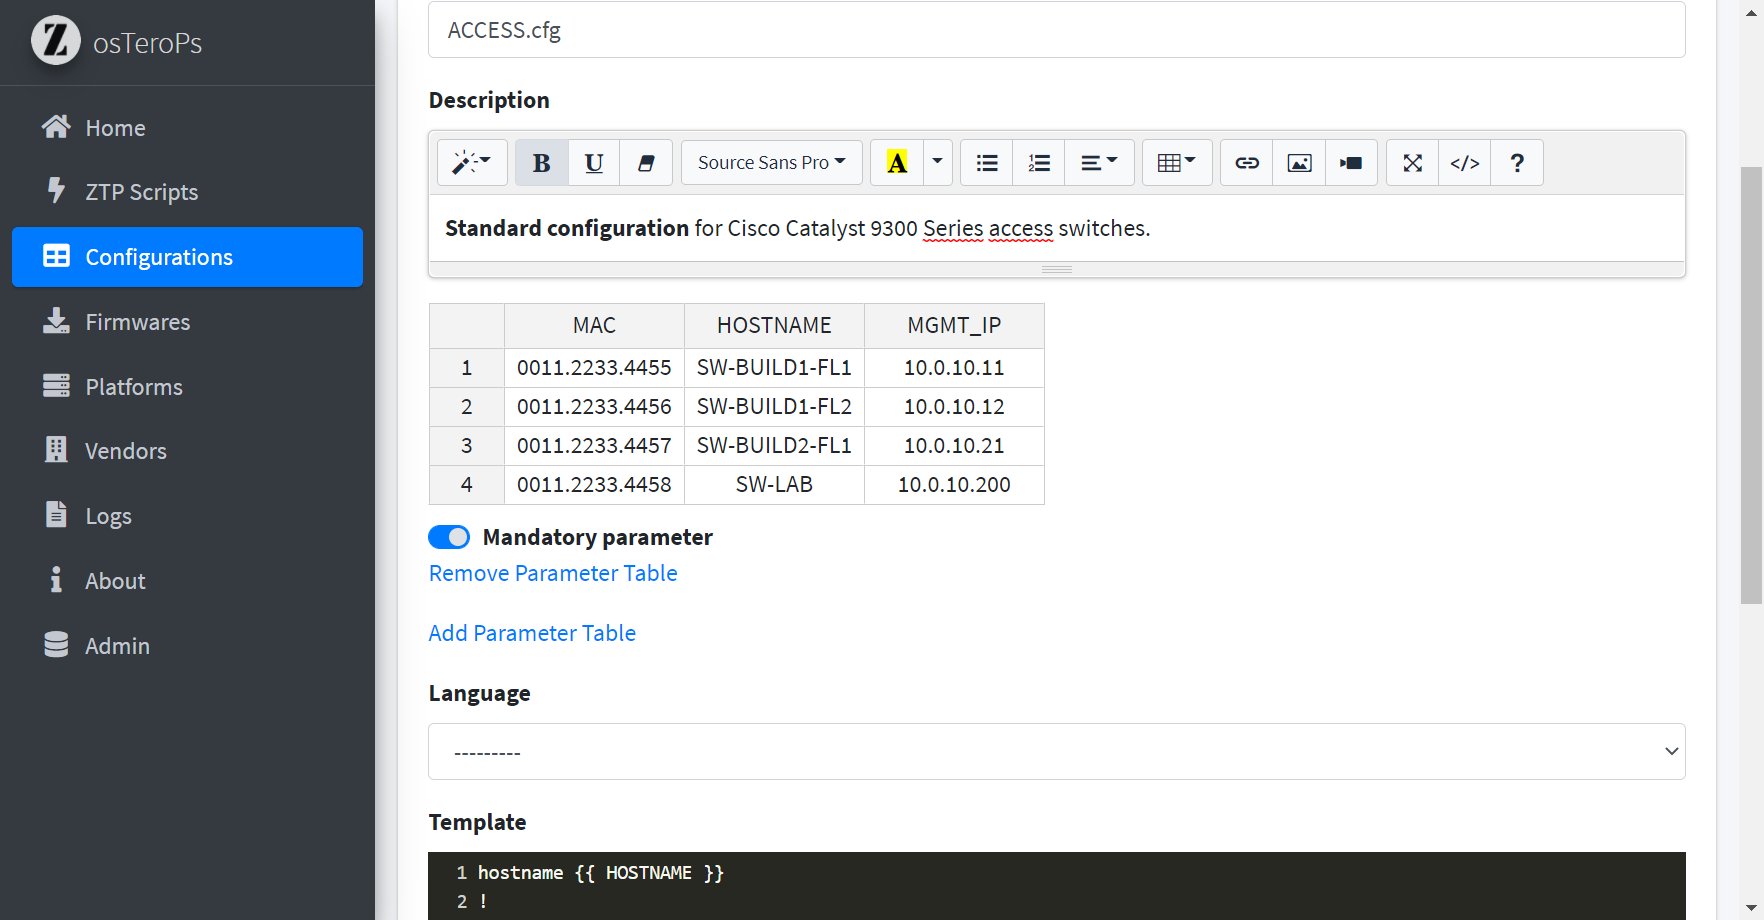 Z osTeroPs
Home
ZTP Scripts
Configurations
Firmwares
Platforms
Vendors
Logs
About
Admin
ACCESS.cfg
Description
B U Source Sans Pro A </> ?
Standard configuration for Cisco Catalyst 9300 Series access switches.
MAC HOSTNAME MGMT_IP
1 0011.2233.4455 SW-BUILD1-FL1 10.0.10.11
2 0011.2233.4456 SW-BUILD1-FL2 10.0.10.12
3 0011.2233.4457 SW-BUILD2-FL1 10.0.10.21
4 0011.2233.4458 SW-LAB 10.0.10.200
Mandatory parameter
Remove Parameter Table
Add Parameter Table
Language
---------
Template
1 hostname {{ HOSTNAME }}
2 !